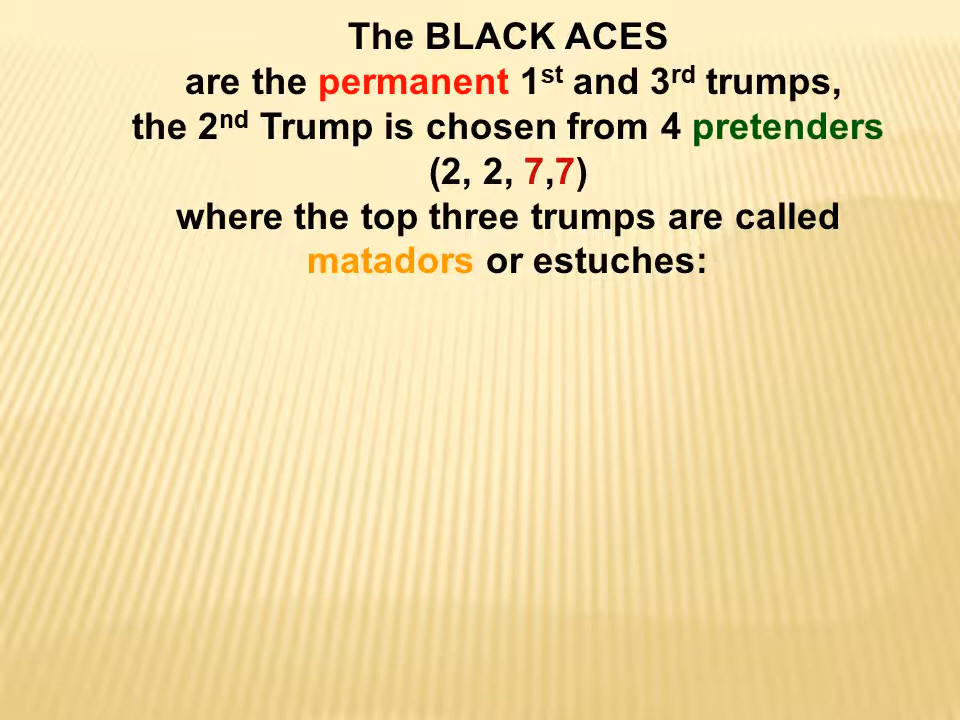 The BLACK ACES
are the permanent 1st and 3rd trumps,
the 2nd Trump is chosen from 4 pretenders
(2, 2, 7,7)
where the top three trumps are called
matadors or estuches: